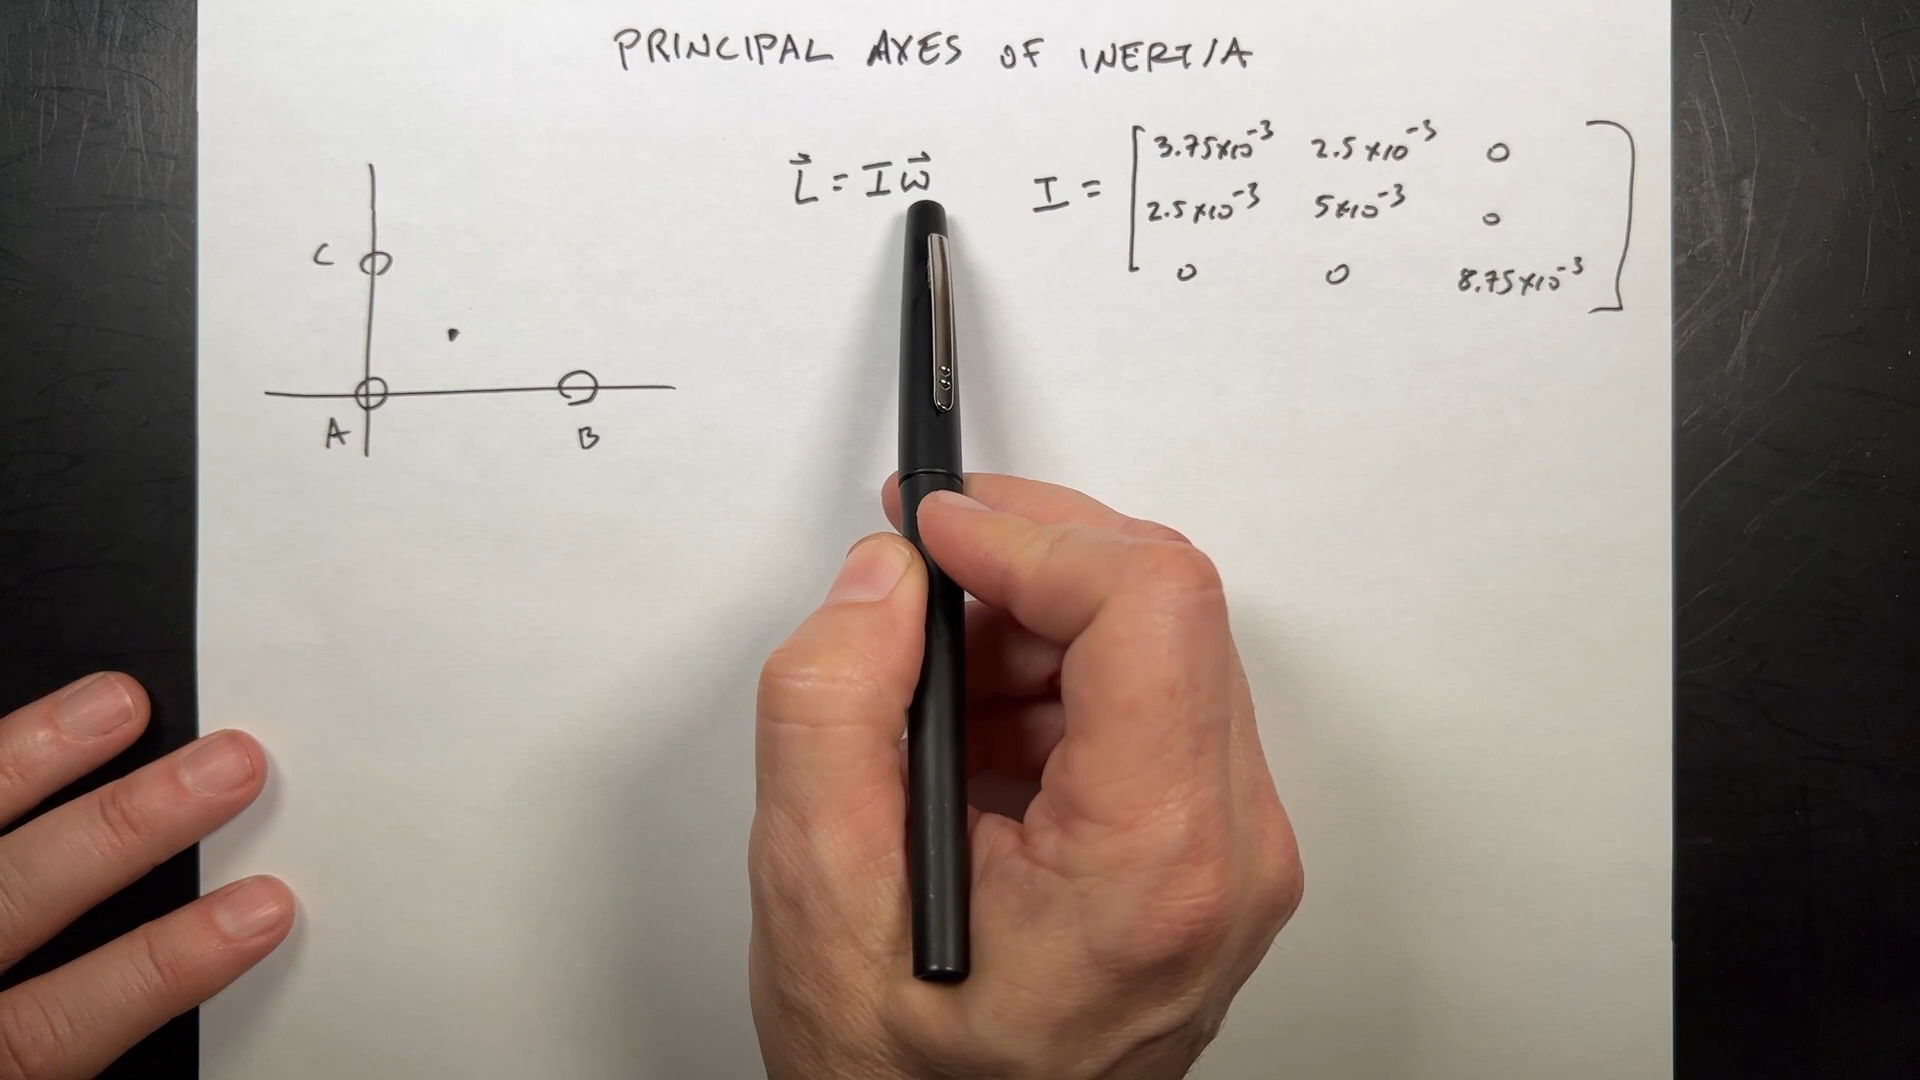 PRINCIPAL AXES OF INERTIA
L⃗ = Iω⃗
I = [3.75×10⁻³ 2.5×10⁻³ 0
2.5×10⁻³ 5×10⁻³ 0
0 0 8.75×10⁻³]
C
A
B